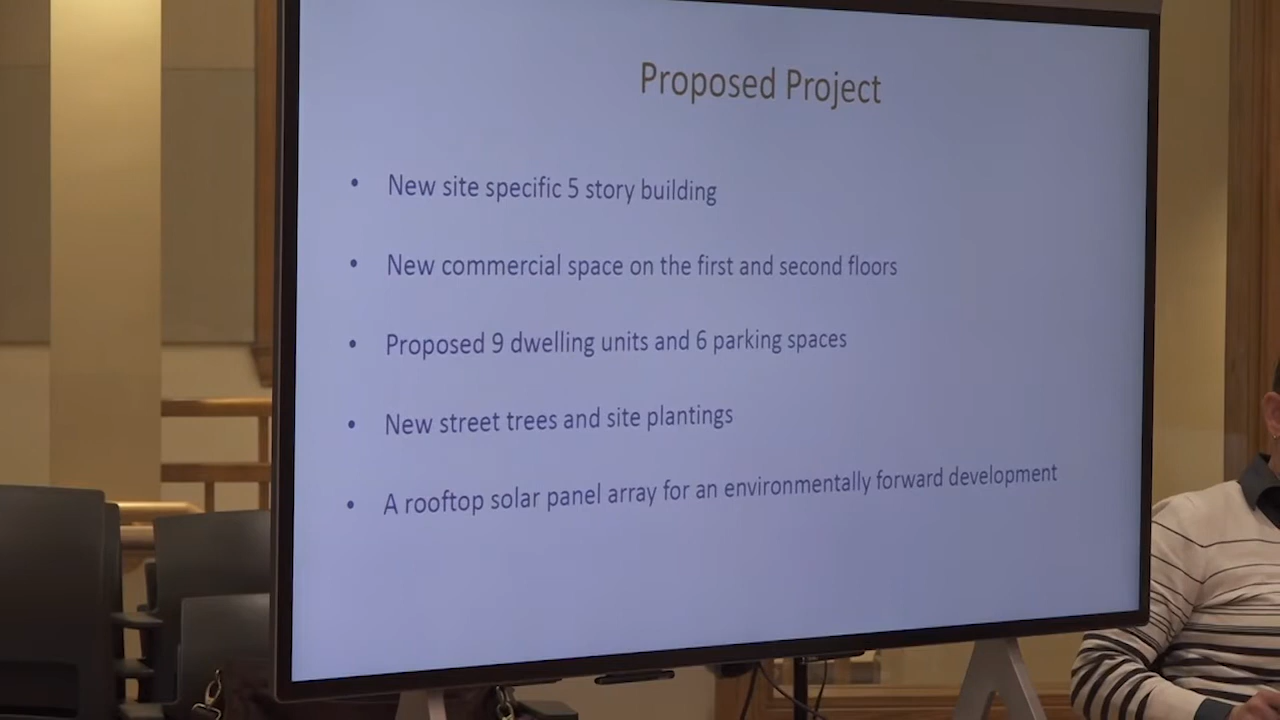 Proposed Project
• New site specific 5 story building
• New commercial space on the first and second floors
• Proposed 9 dwelling units and 6 parking spaces
• New street trees and site plantings
• A rooftop solar panel array for an environmentally forward development